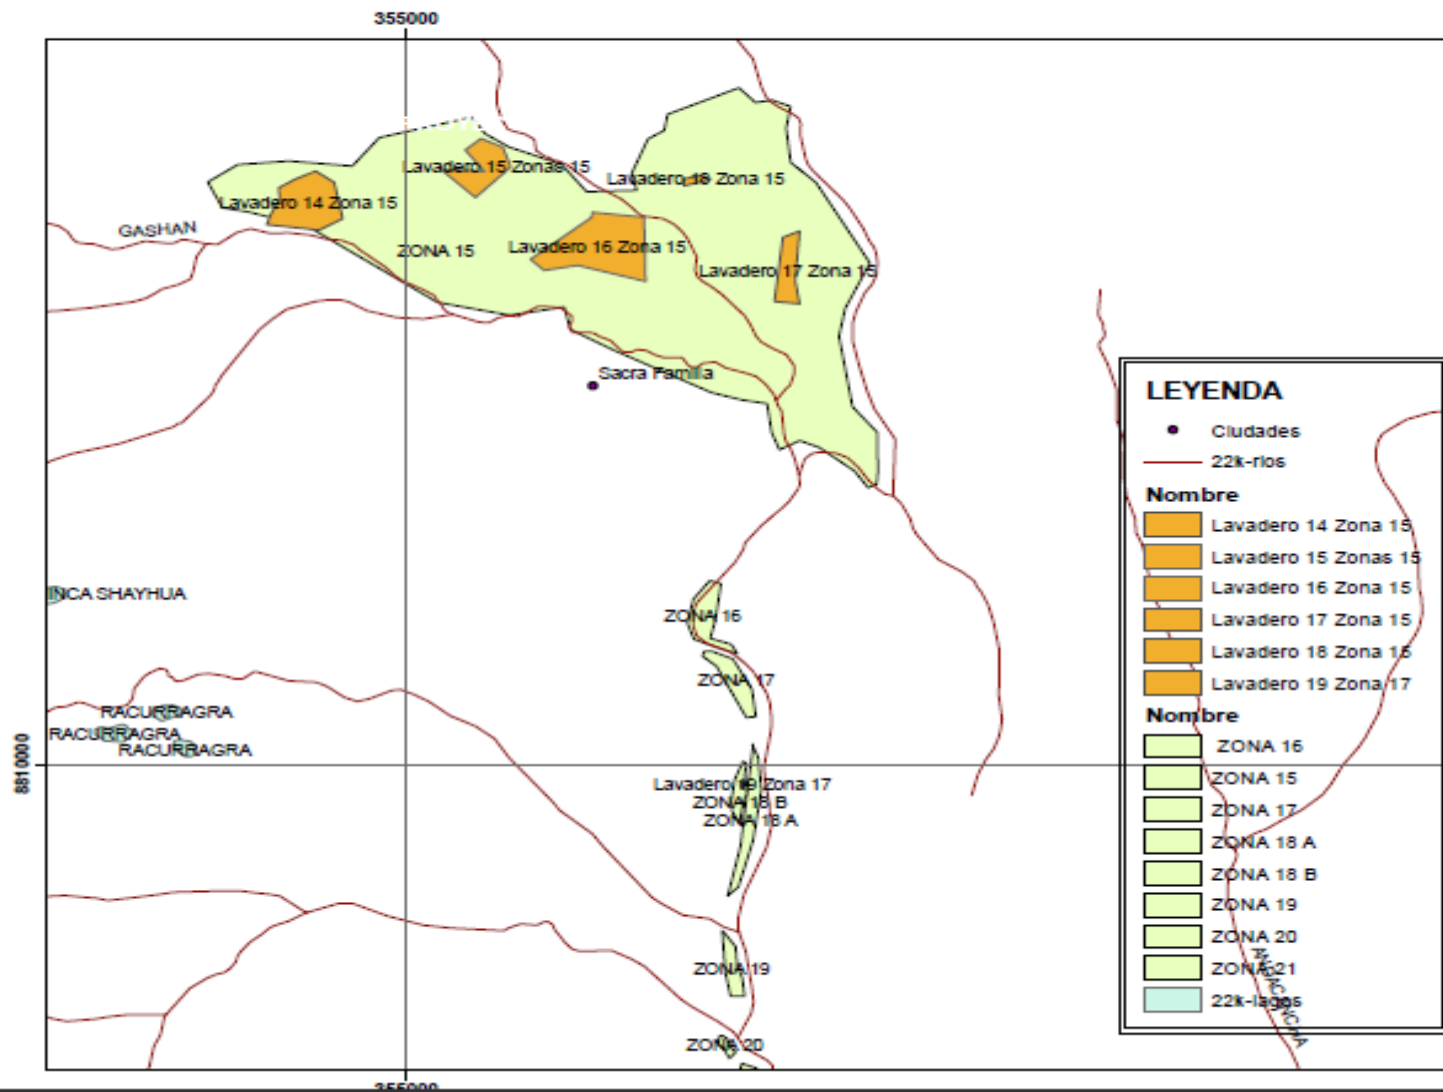 355000
Lavadero 15 Zonas 15
Lavadero 18 Zona 15
Lavadero 14 Zona 15
GASHAN
ZONA 15
Lavadero 16 Zona 15
Lavadero 17 Zona 15
Sacra Familia
INCA SHAYHUA
ZONA 16
ZONA 17
RACURRAGRA
RACURRAGRA
RACURRAGRA
8810000
Lavadero 19 Zona 17
ZONA 18 B
ZONA 18 A
ZONA 19
ZONA 20
355000
LEYENDA
Ciudades
22k-rios
Nombre
Lavadero 14 Zona 15
Lavadero 15 Zonas 15
Lavadero 16 Zona 15
Lavadero 17 Zona 15
Lavadero 18 Zona 15
Lavadero 19 Zona 17
Nombre
ZONA 16
ZONA 15
ZONA 17
ZONA 18 A
ZONA 18 B
ZONA 19
ZONA 20
ZONA 21
22k-lagos